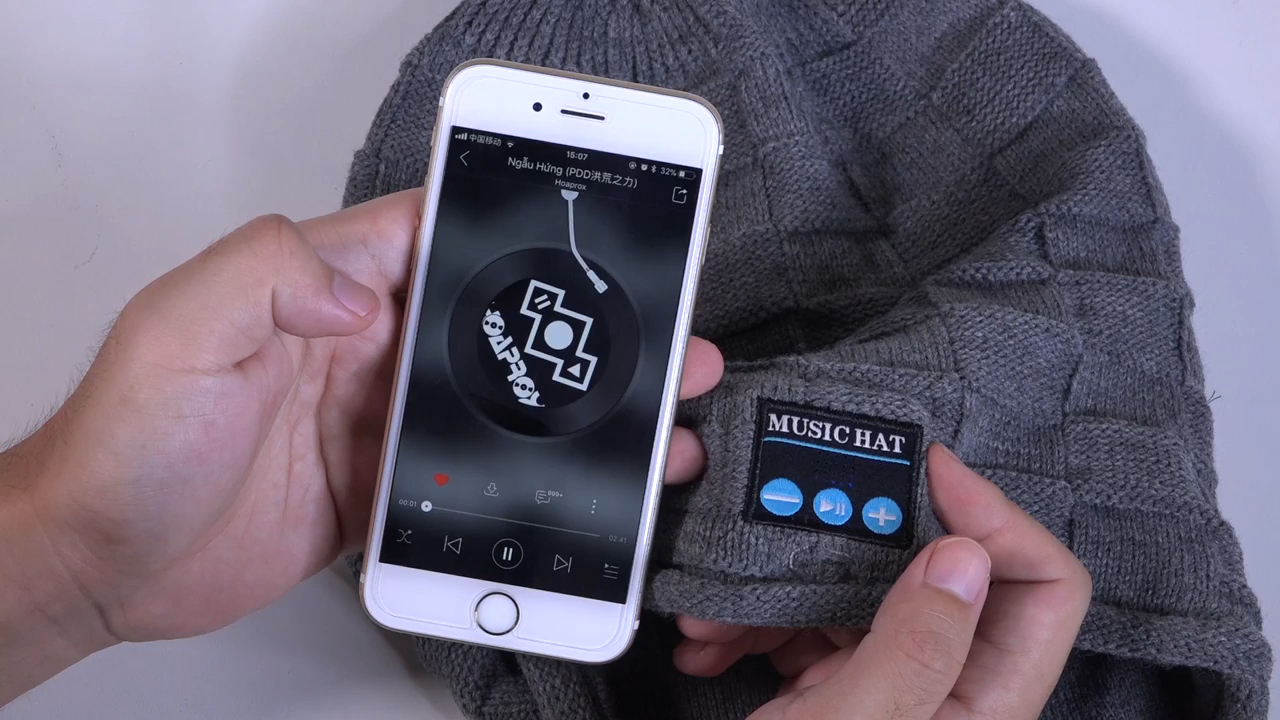 中国移动
15:07
32%
Ngẫu Hứng (PDD洪荒之力)
Hoaprox
HOAPROX
999+
00:01
02:41
MUSIC HAT